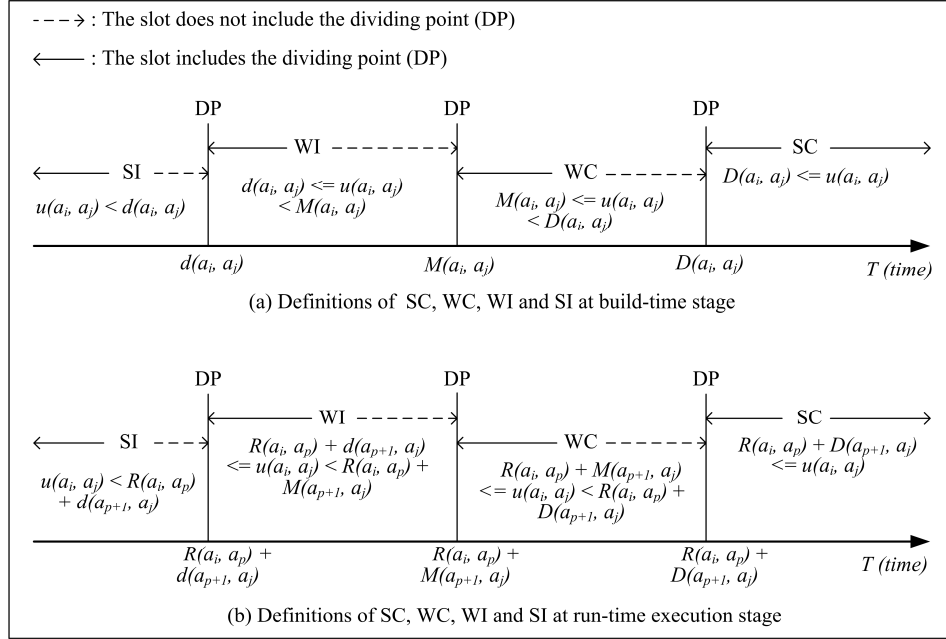 : The slot does not include the dividing point (DP)
: The slot includes the dividing point (DP)
DP DP DP
WI SC
SI WC
d(ai, aj) <= u(ai, aj) D(ai, aj) <= u(ai, aj)
u(ai, aj) < d(ai, aj) < M(ai, aj) M(ai, aj) <= u(ai, aj)
< D(ai, aj)
d(ai, aj) M(ai, aj) D(ai, aj) T (time)
(a) Definitions of SC, WC, WI and SI at build-time stage
DP DP DP
WI SC
SI R(ai, ap) + d(ap+1, aj) WC R(ai, ap) + D(ap+1, aj)
<= u(ai, aj) < R(ai, ap) + R(ai, ap) + M(ap+1, aj) <= u(ai, aj)
u(ai, aj) < R(ai, ap) M(ap+1, aj) <= u(ai, aj) < R(ai, ap) +
+ d(ap+1, aj) D(ap+1, aj)
R(ai, ap) + R(ai, ap) + R(ai, ap) + T (time)
d(ap+1, aj) M(ap+1, aj) D(ap+1, aj)
(b) Definitions of SC, WC, WI and SI at run-time execution stage